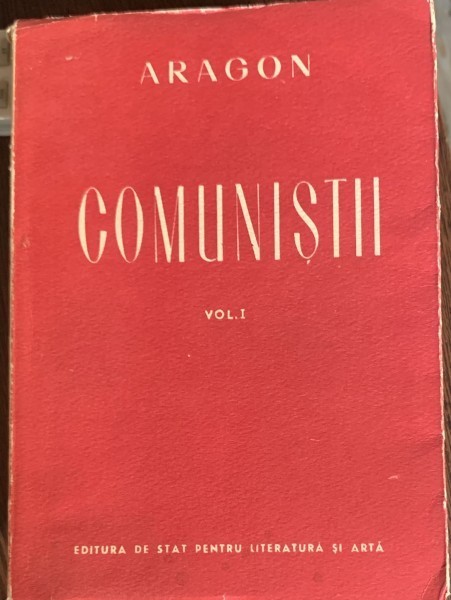 ARAGON
COMUNIȘTII
VOL. I
EDITURA DE STAT PENTRU LITERATURĂ ȘI ARTĂ